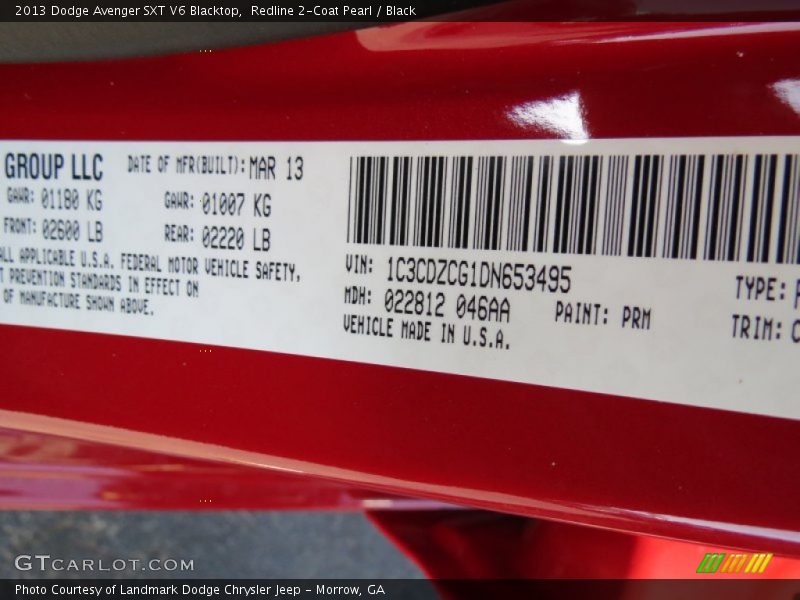 2013 Dodge Avenger SXT V6 Blacktop,  Redline 2-Coat Pearl / Black
GROUP LLC DATE OF MFR(BUILT): MAR 13
GAWR: 01180 KG GAWR: 01007 KG
FRONT: 02600 LB REAR: 02220 LB
ALL APPLICABLE U.S.A. FEDERAL MOTOR VEHICLE SAFETY,
T PREVENTION STANDARDS IN EFFECT ON
OF MANUFACTURE SHOWN ABOVE.
VIN: 1C3CDZCG1DN653495 TYPE:
MDH: 022812 046AA PAINT: PRM TRIM:
VEHICLE MADE IN U.S.A.
GTCARLOT.COM
Photo Courtesy of Landmark Dodge Chrysler Jeep - Morrow, GA